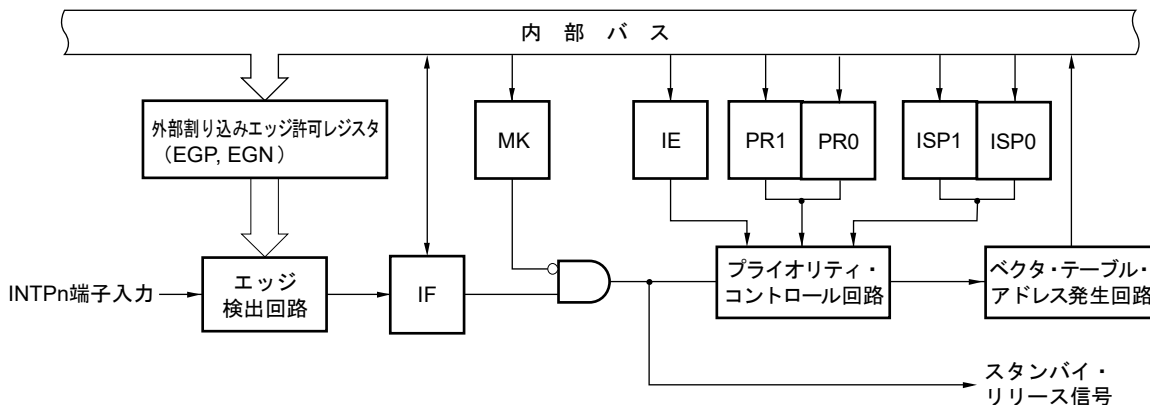 内部バス
外部割り込みエッジ許可レジスタ
（EGP, EGN）
MK
IE
PR1
PR0
ISP1
ISP0
INTPn端子入力
エッジ
検出回路
IF
プライオリティ・
コントロール回路
ベクタ・テーブル・
アドレス発生回路
スタンバイ・
リリース信号